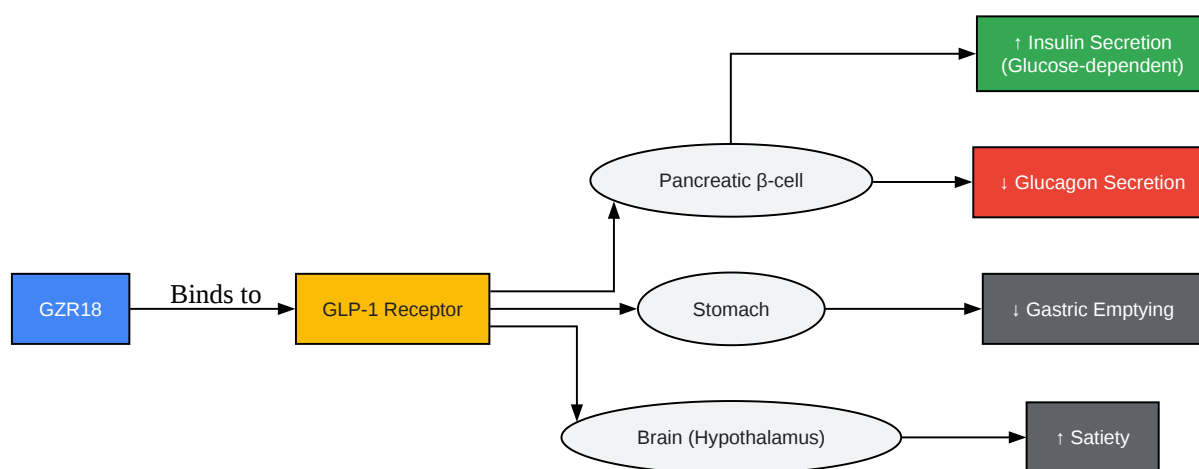 ↑ Insulin Secretion
(Glucose-dependent)
Pancreatic β-cell
↓ Glucagon Secretion
GZR18
Binds to
GLP-1 Receptor
Stomach
↓ Gastric Emptying
Brain (Hypothalamus)
↑ Satiety